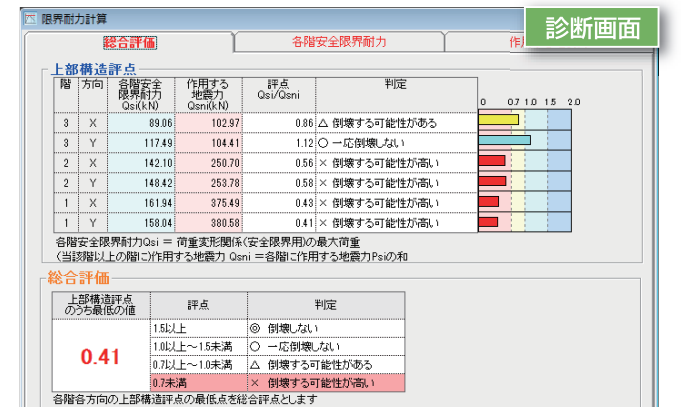 限界耐力計算
診断画面
総合評価 各階安全限界耐力 作用
上部構造評点
階 方向 各階安全限界耐力Qsi(kN) 作用する地震力Qsni(kN) 評点Qsi/Qsni 判定
0 0.7 1.0 1.5 2.0
3 X 89.06 102.97 0.86 △ 倒壊する可能性がある
3 Y 117.49 104.41 1.12 ○ 一応倒壊しない
2 X 142.10 250.70 0.56 × 倒壊する可能性が高い
2 Y 148.42 253.78 0.58 × 倒壊する可能性が高い
1 X 161.94 375.49 0.43 × 倒壊する可能性が高い
1 Y 158.04 380.58 0.41 × 倒壊する可能性が高い
各階安全限界耐力Qsi = 荷重変形関係(安全限界用)の最大荷重
(当該階以上の階に)作用する地震力 Qsni =各階に作用する地震力Psiの和
総合評価
上部構造評点のうち最低の値 評点 判定
0.41
1.5以上 ◎ 倒壊しない
1.0以上~1.5未満 ○ 一応倒壊しない
0.7以上~1.0未満 △ 倒壊する可能性がある
0.7未満 × 倒壊する可能性が高い
各階各方向の上部構造評点の最低点を総合評点とします